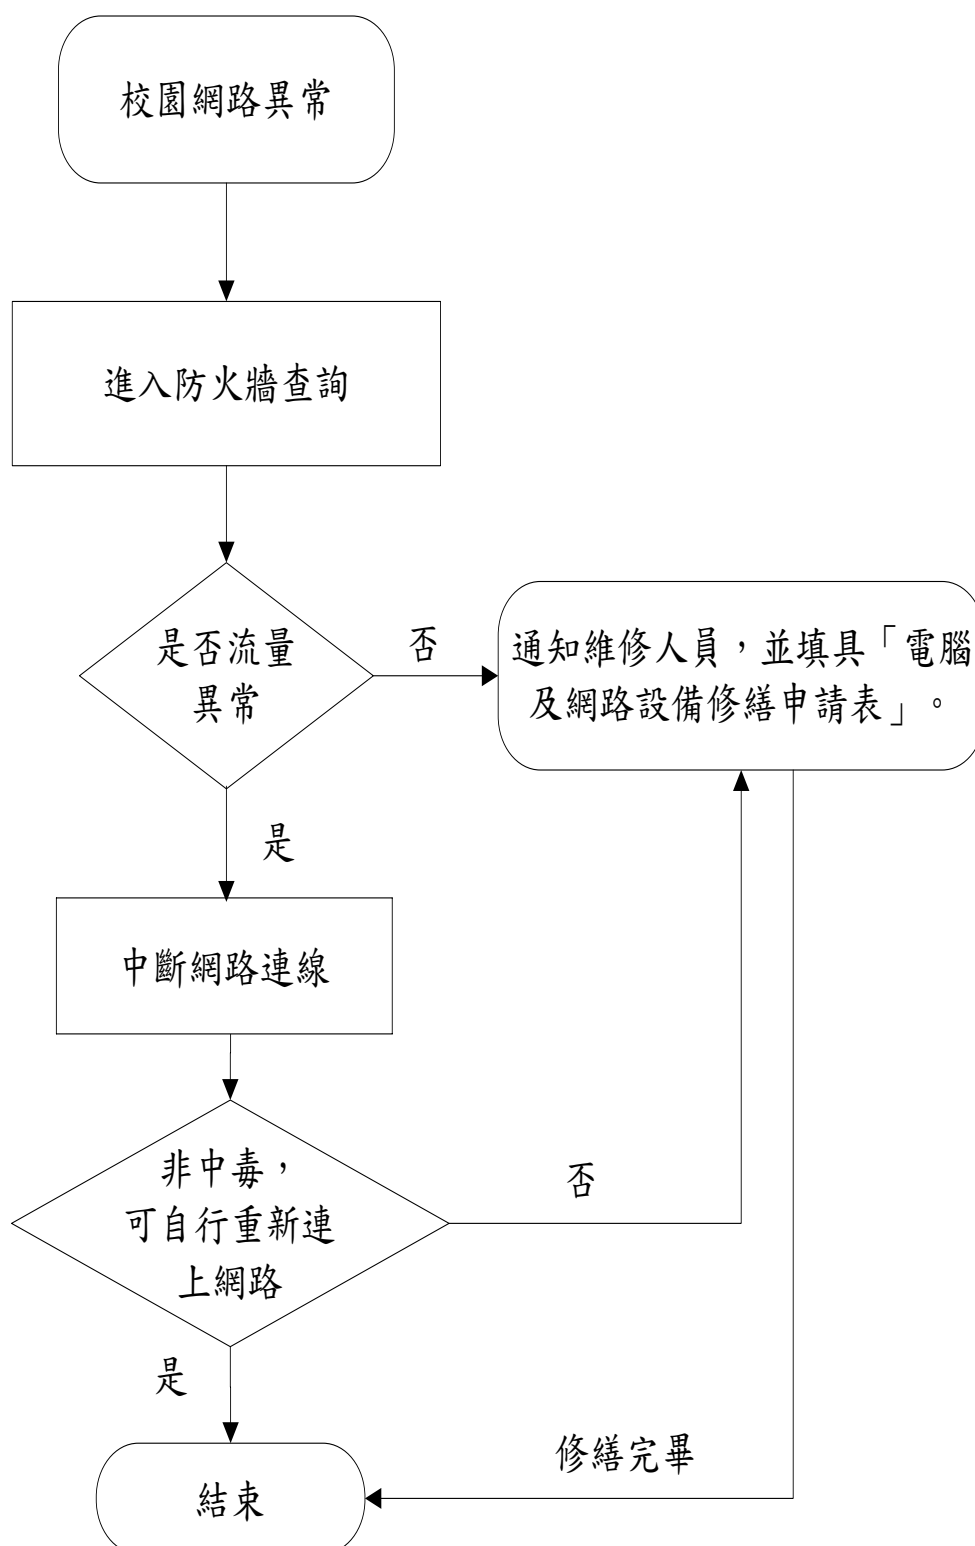 校園網路異常
進入防火牆查詢
是否流量
異常
否
通知維修人員，並填具「電腦
及網路設備修繕申請表」。
是
中斷網路連線
非中毒，
可自行重新連
上網路
否
是
修繕完畢
結束